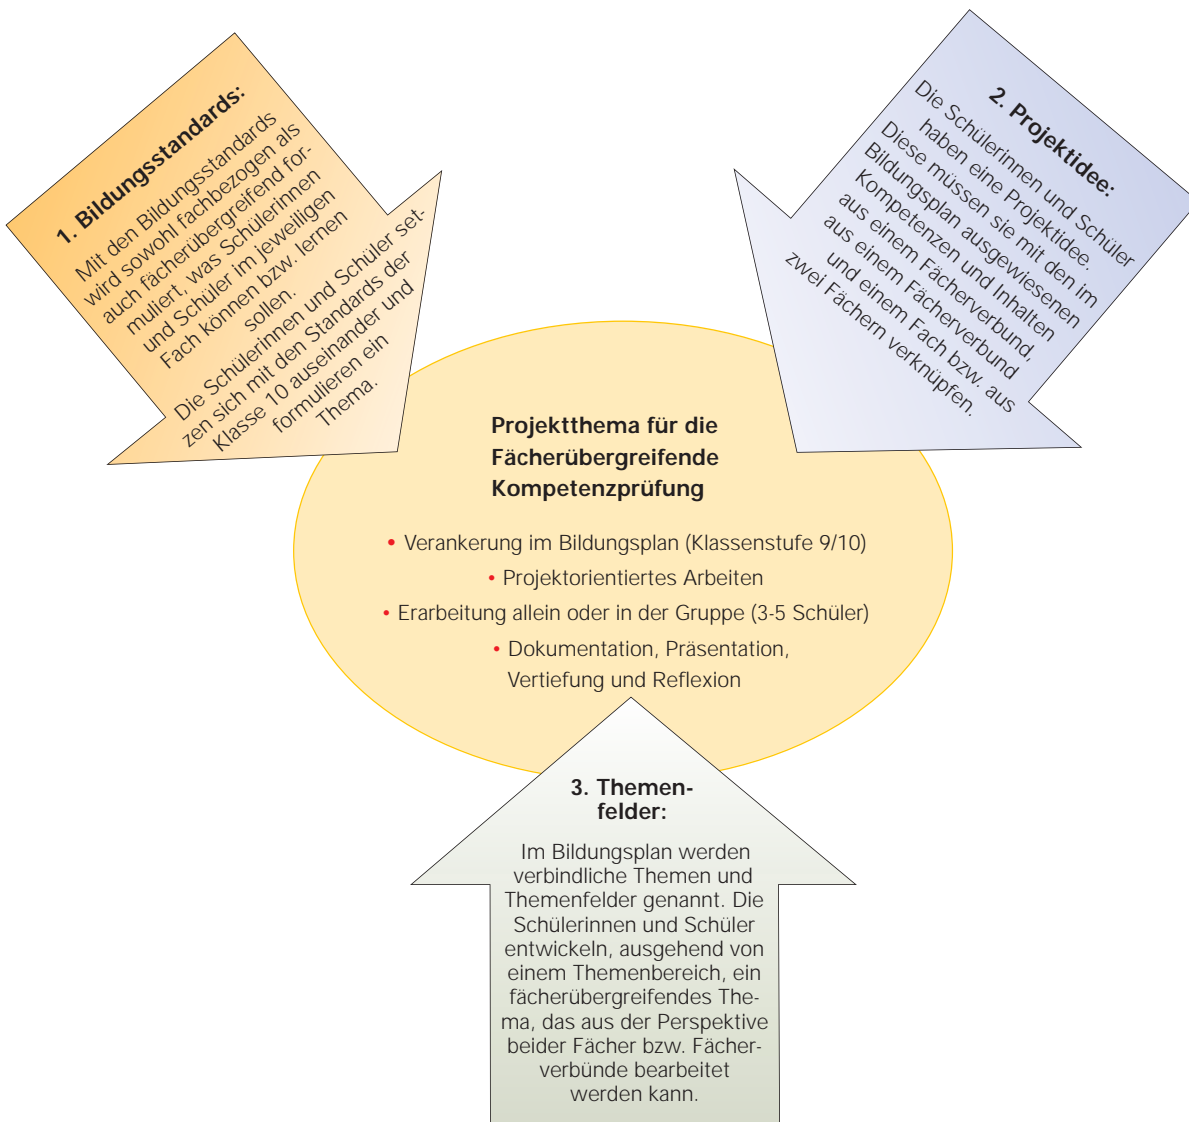 1. Bildungsstandards:
Mit den Bildungsstandards
wird sowohl fachbezogen als
auch fächerübergreifend for-
muliert, was Schülerinnen
und Schüler im jeweiligen
Fach können bzw. lernen
sollen.
Die Schülerinnen und Schüler set-
zen sich mit den Standards der
Klasse 10 auseinander und
formulieren ein
Thema.
2. Projektidee:
Die Schülerinnen und Schüler
haben eine Projektidee.
Diese müssen sie mit den im
Bildungsplan ausgewiesenen
Kompetenzen und Inhalten
aus einem Fächerverbund,
aus einem Fächerverbund
und einem Fach bzw. aus
zwei Fächern verknüpfen.
Projektthema für die
Fächerübergreifende
Kompetenzprüfung
• Verankerung im Bildungsplan (Klassenstufe 9/10)
• Projektorientiertes Arbeiten
• Erarbeitung allein oder in der Gruppe (3-5 Schüler)
• Dokumentation, Präsentation,
Vertiefung und Reflexion
3. Themen-
felder:
Im Bildungsplan werden
verbindliche Themen und
Themenfelder genannt. Die
Schülerinnen und Schüler
entwickeln, ausgehend von
einem Themenbereich, ein
fächerübergreifendes The-
ma, das aus der Perspektive
beider Fächer bzw. Fächer-
verbünde bearbeitet
werden kann.